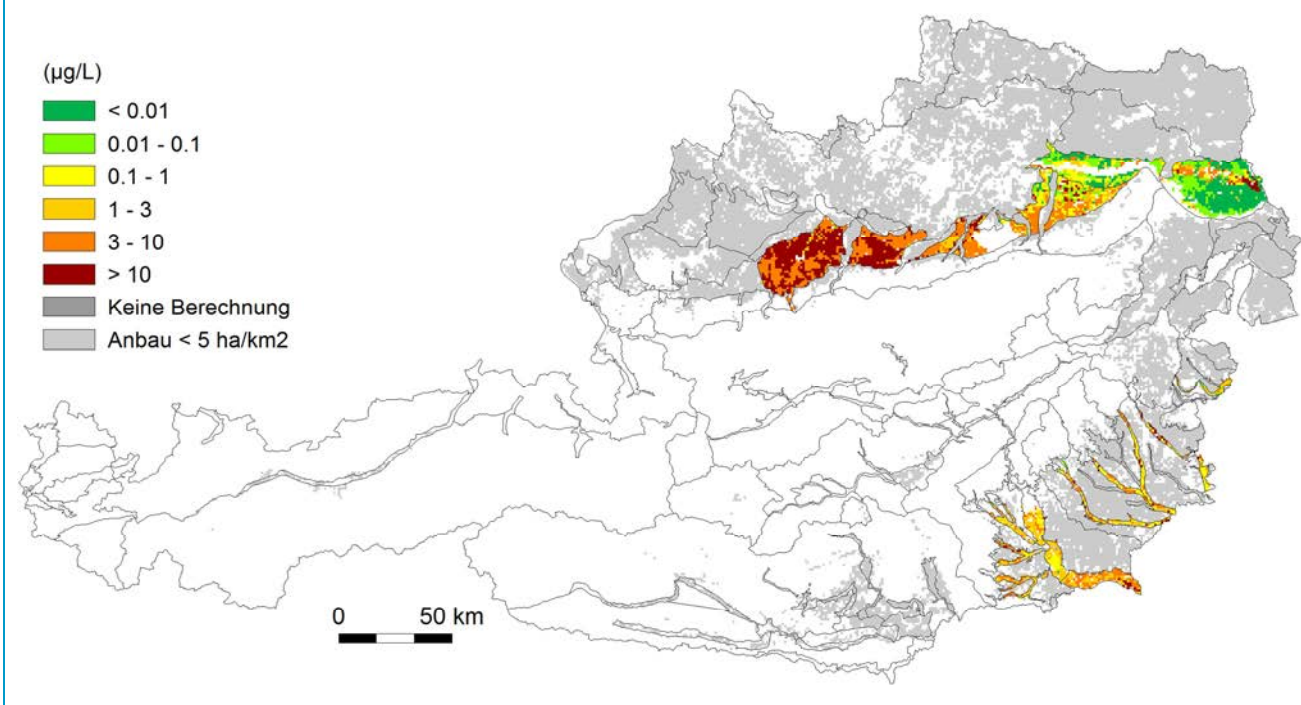 (µg/L)
< 0.01
0.01 - 0.1
0.1 - 1
1 - 3
3 - 10
> 10
Keine Berechnung
Anbau < 5 ha/km2
0 50 km